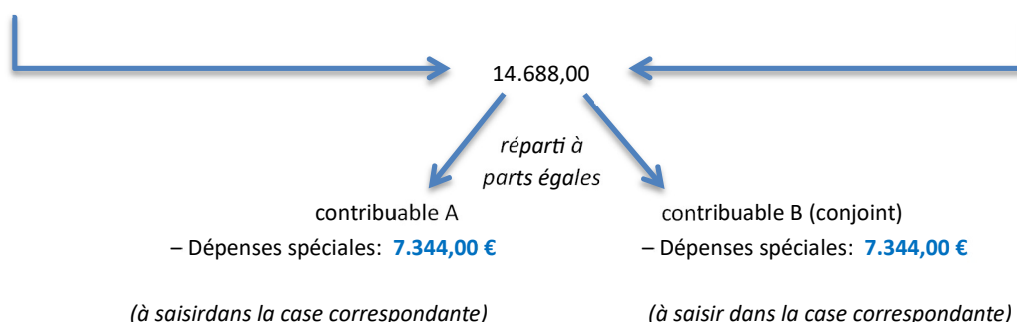 14.688,00
réparti à
parts égales
contribuable A
– Dépenses spéciales: 7.344,00 €
(à saisirdans la case correspondante)
contribuable B (conjoint)
– Dépenses spéciales: 7.344,00 €
(à saisir dans la case correspondante)